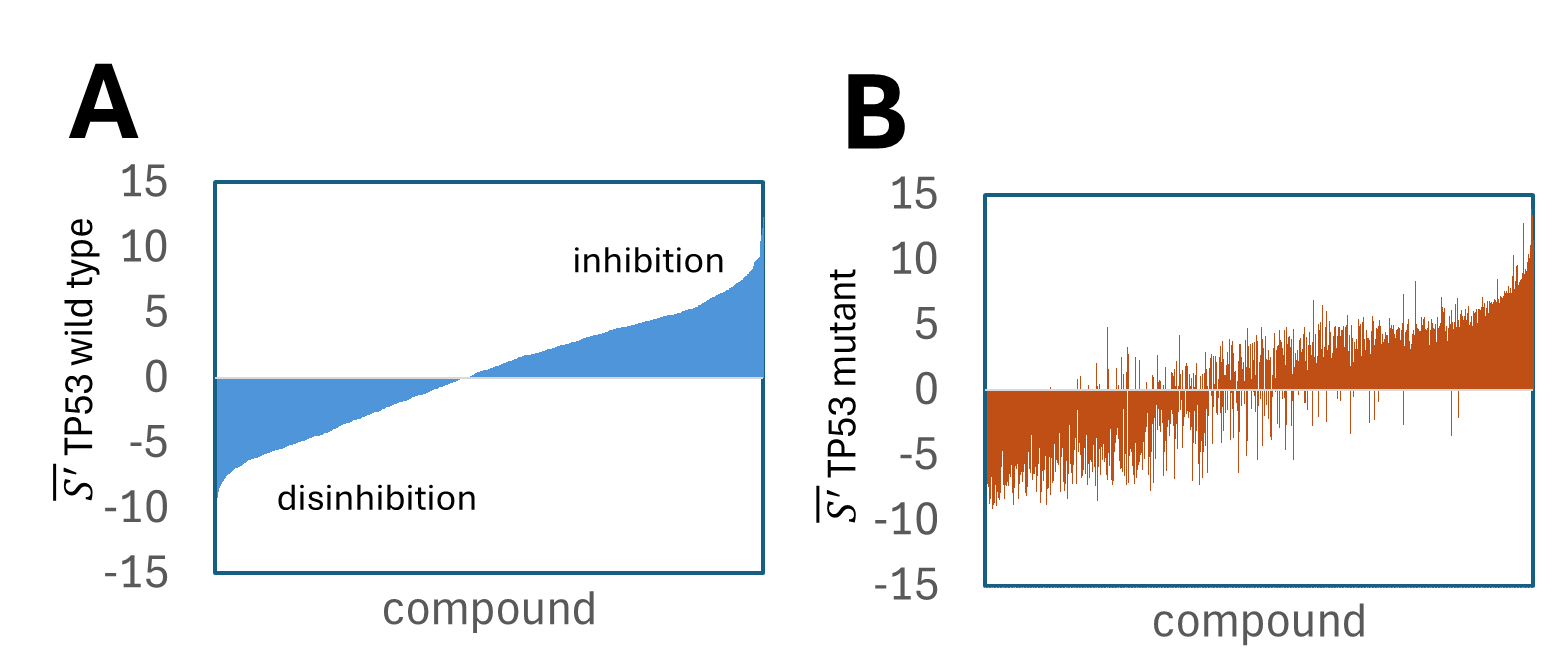 A
15
10
5
0
-5
-10
-15
S̅′ TP53 wild type
inhibition
disinhibition
compound
B
15
10
5
0
-5
-10
-15
S̅′ TP53 mutant
compound